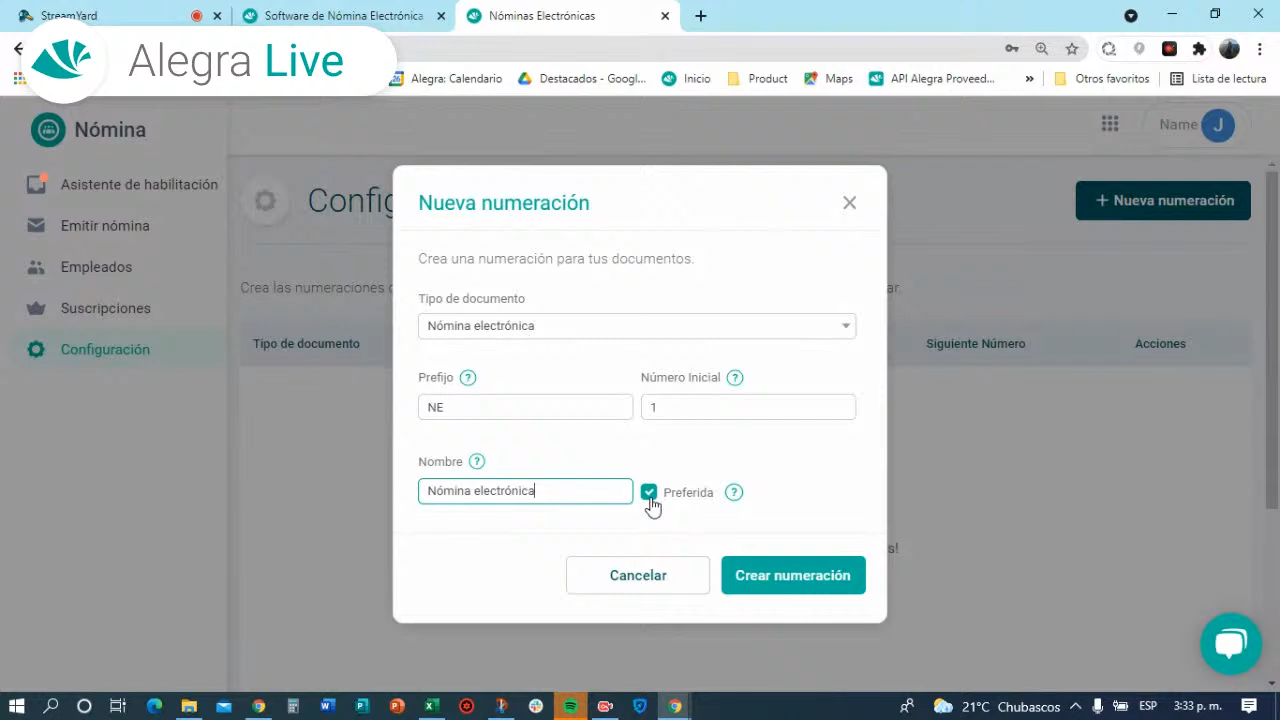 StreamYard
Software de Nómina Electrónica
Nóminas Electrónicas
Alegra Live
Alegra: Calendario
Destacados - Googl...
Inicio
Product
Maps
API Alegra Proveed...
»
Otros favoritos
Lista de lectura
Nómina
Name
J
Asistente de habilitación
Emitir nómina
Empleados
Suscripciones
Configuración
Config
+ Nueva numeración
Crea las numeraciones
ar.
Tipo de documento
Siguiente Número
Acciones
s!
Nueva numeración
Crea una numeración para tus documentos.
Tipo de documento
Nómina electrónica
Prefijo ?
Número Inicial ?
NE
1
Nombre ?
Nómina electrónica
Preferida ?
Cancelar
Crear numeración
21°C Chubascos
ESP
3:33 p. m.